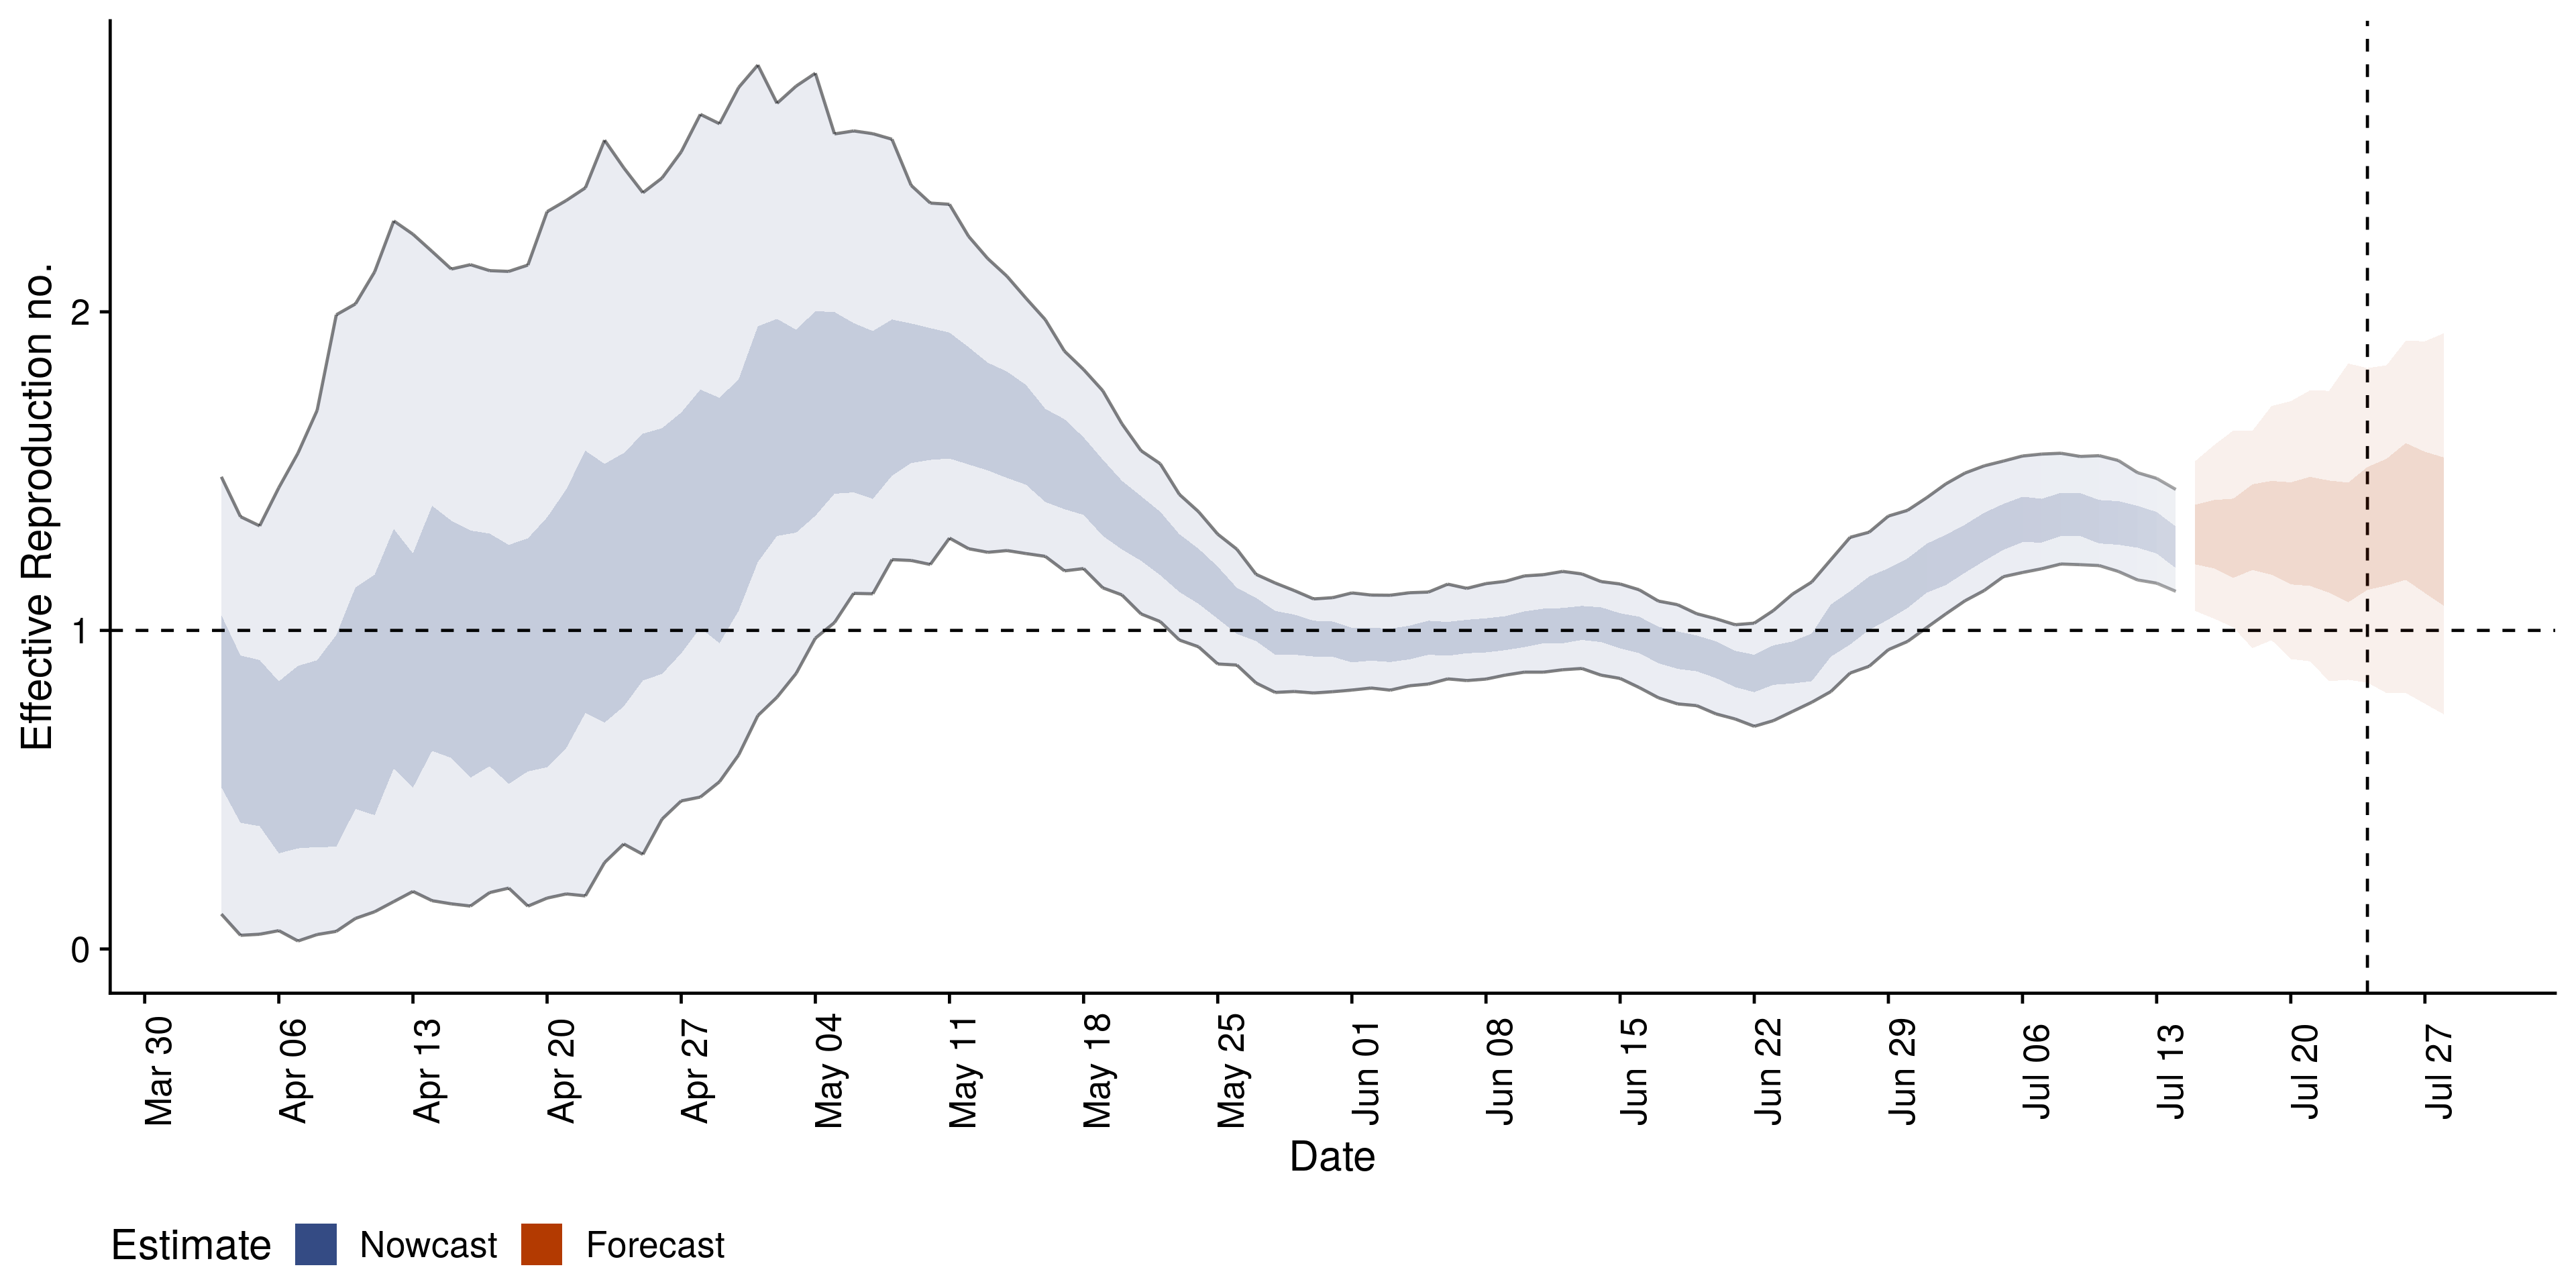 Effective Reproduction no.
2
1
0
Mar 30
Apr 06
Apr 13
Apr 20
Apr 27
May 04
May 11
May 18
May 25
Jun 01
Jun 08
Jun 15
Jun 22
Jun 29
Jul 06
Jul 13
Jul 20
Jul 27
Date
Estimate Nowcast Forecast